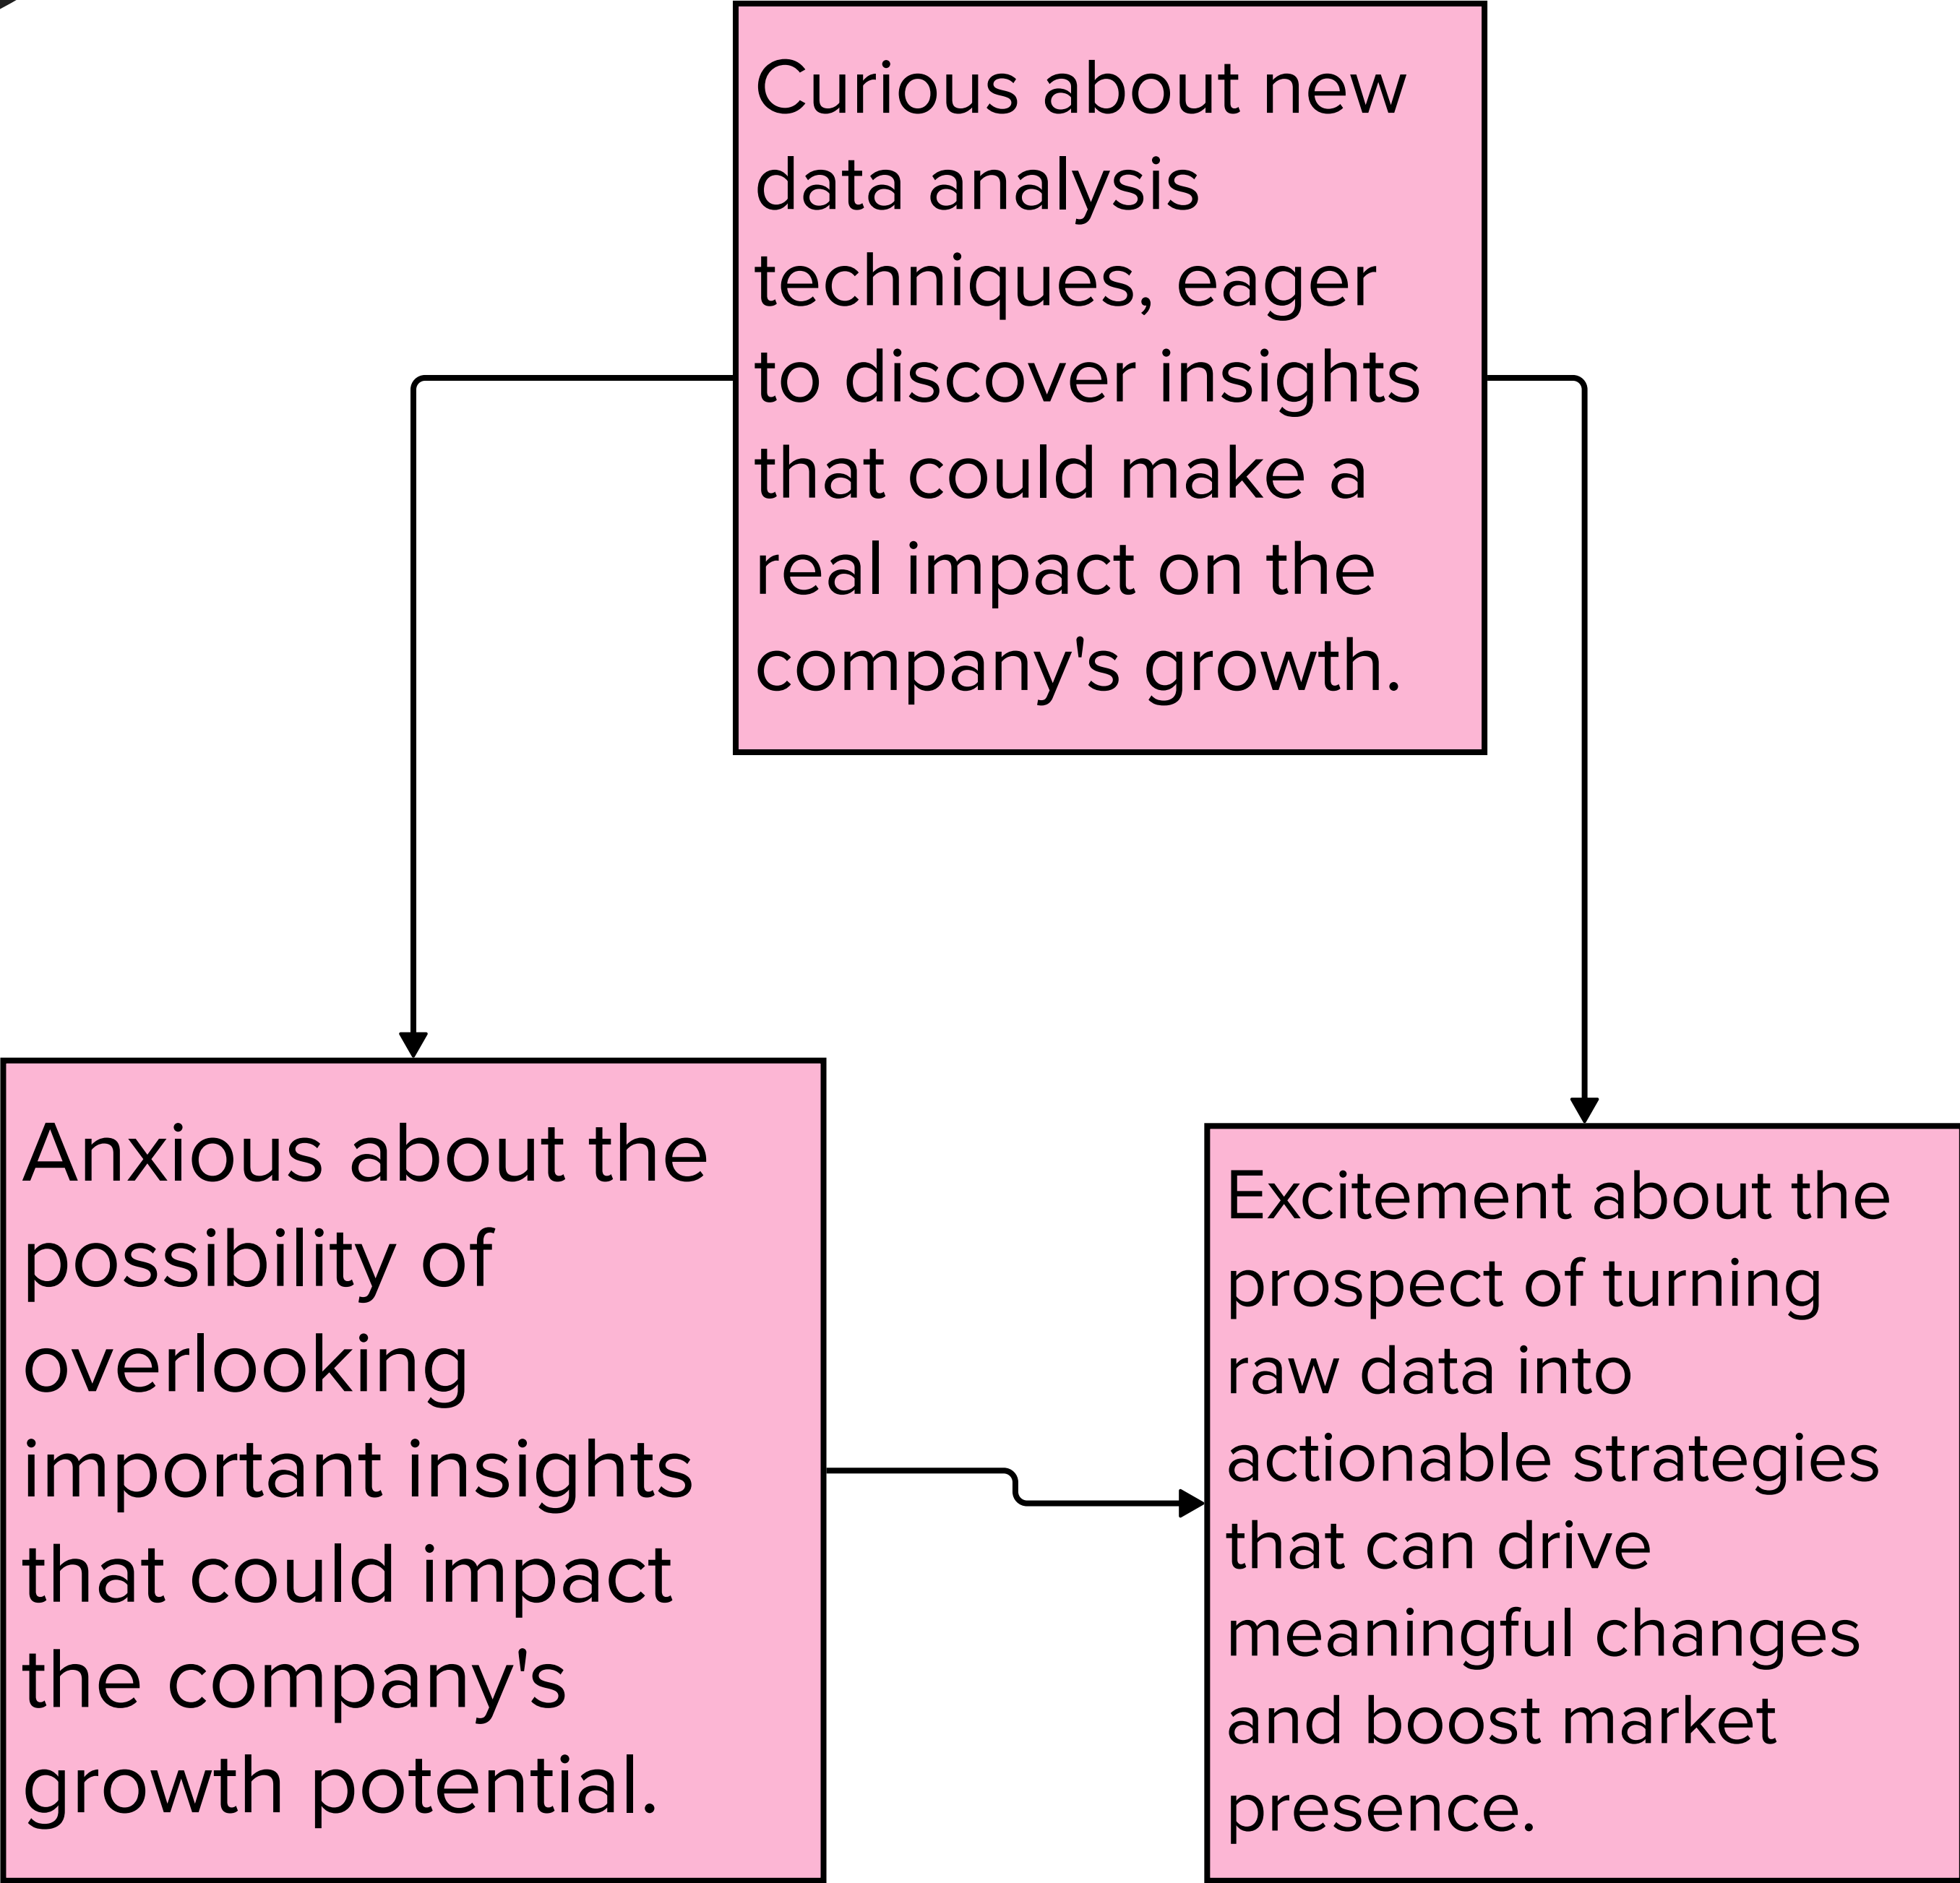 Curious about new
data analysis
techniques, eager
to discover insights
that could make a
real impact on the
company's growth.
Anxious about the
possibility of
overlooking
important insights
that could impact
the company's
growth potential.
Excitement about the
prospect of turning
raw data into
actionable strategies
that can drive
meaningful changes
and boost market
presence.